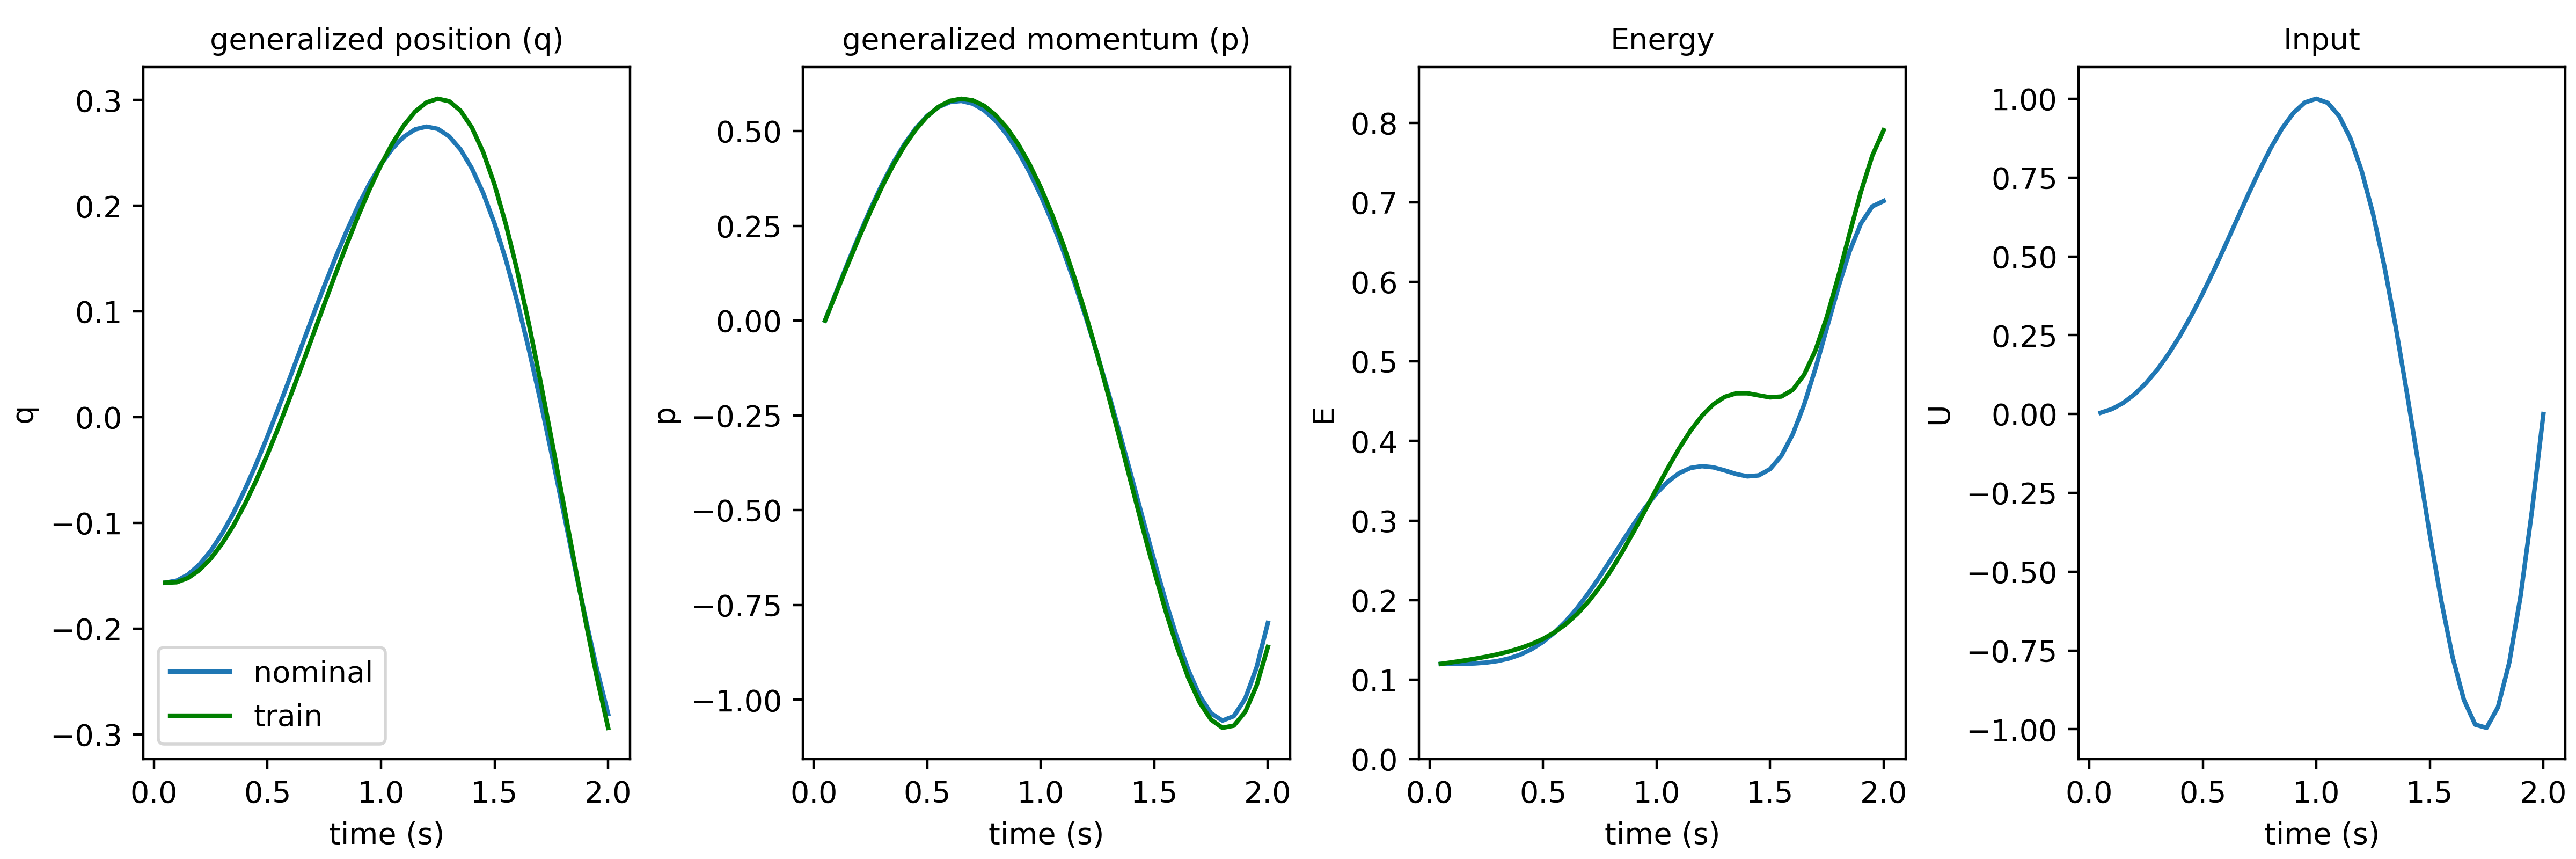 generalized position (q)
q
0.3
0.2
0.1
0.0
−0.1
−0.2
−0.3
nominal
train
0.0 0.5 1.0 1.5 2.0
time (s)
generalized momentum (p)
p
0.50
0.25
0.00
−0.25
−0.50
−0.75
−1.00
0.0 0.5 1.0 1.5 2.0
time (s)
Energy
E
0.8
0.7
0.6
0.5
0.4
0.3
0.2
0.1
0.0
0.0 0.5 1.0 1.5 2.0
time (s)
Input
U
1.00
0.75
0.50
0.25
0.00
−0.25
−0.50
−0.75
−1.00
0.0 0.5 1.0 1.5 2.0
time (s)